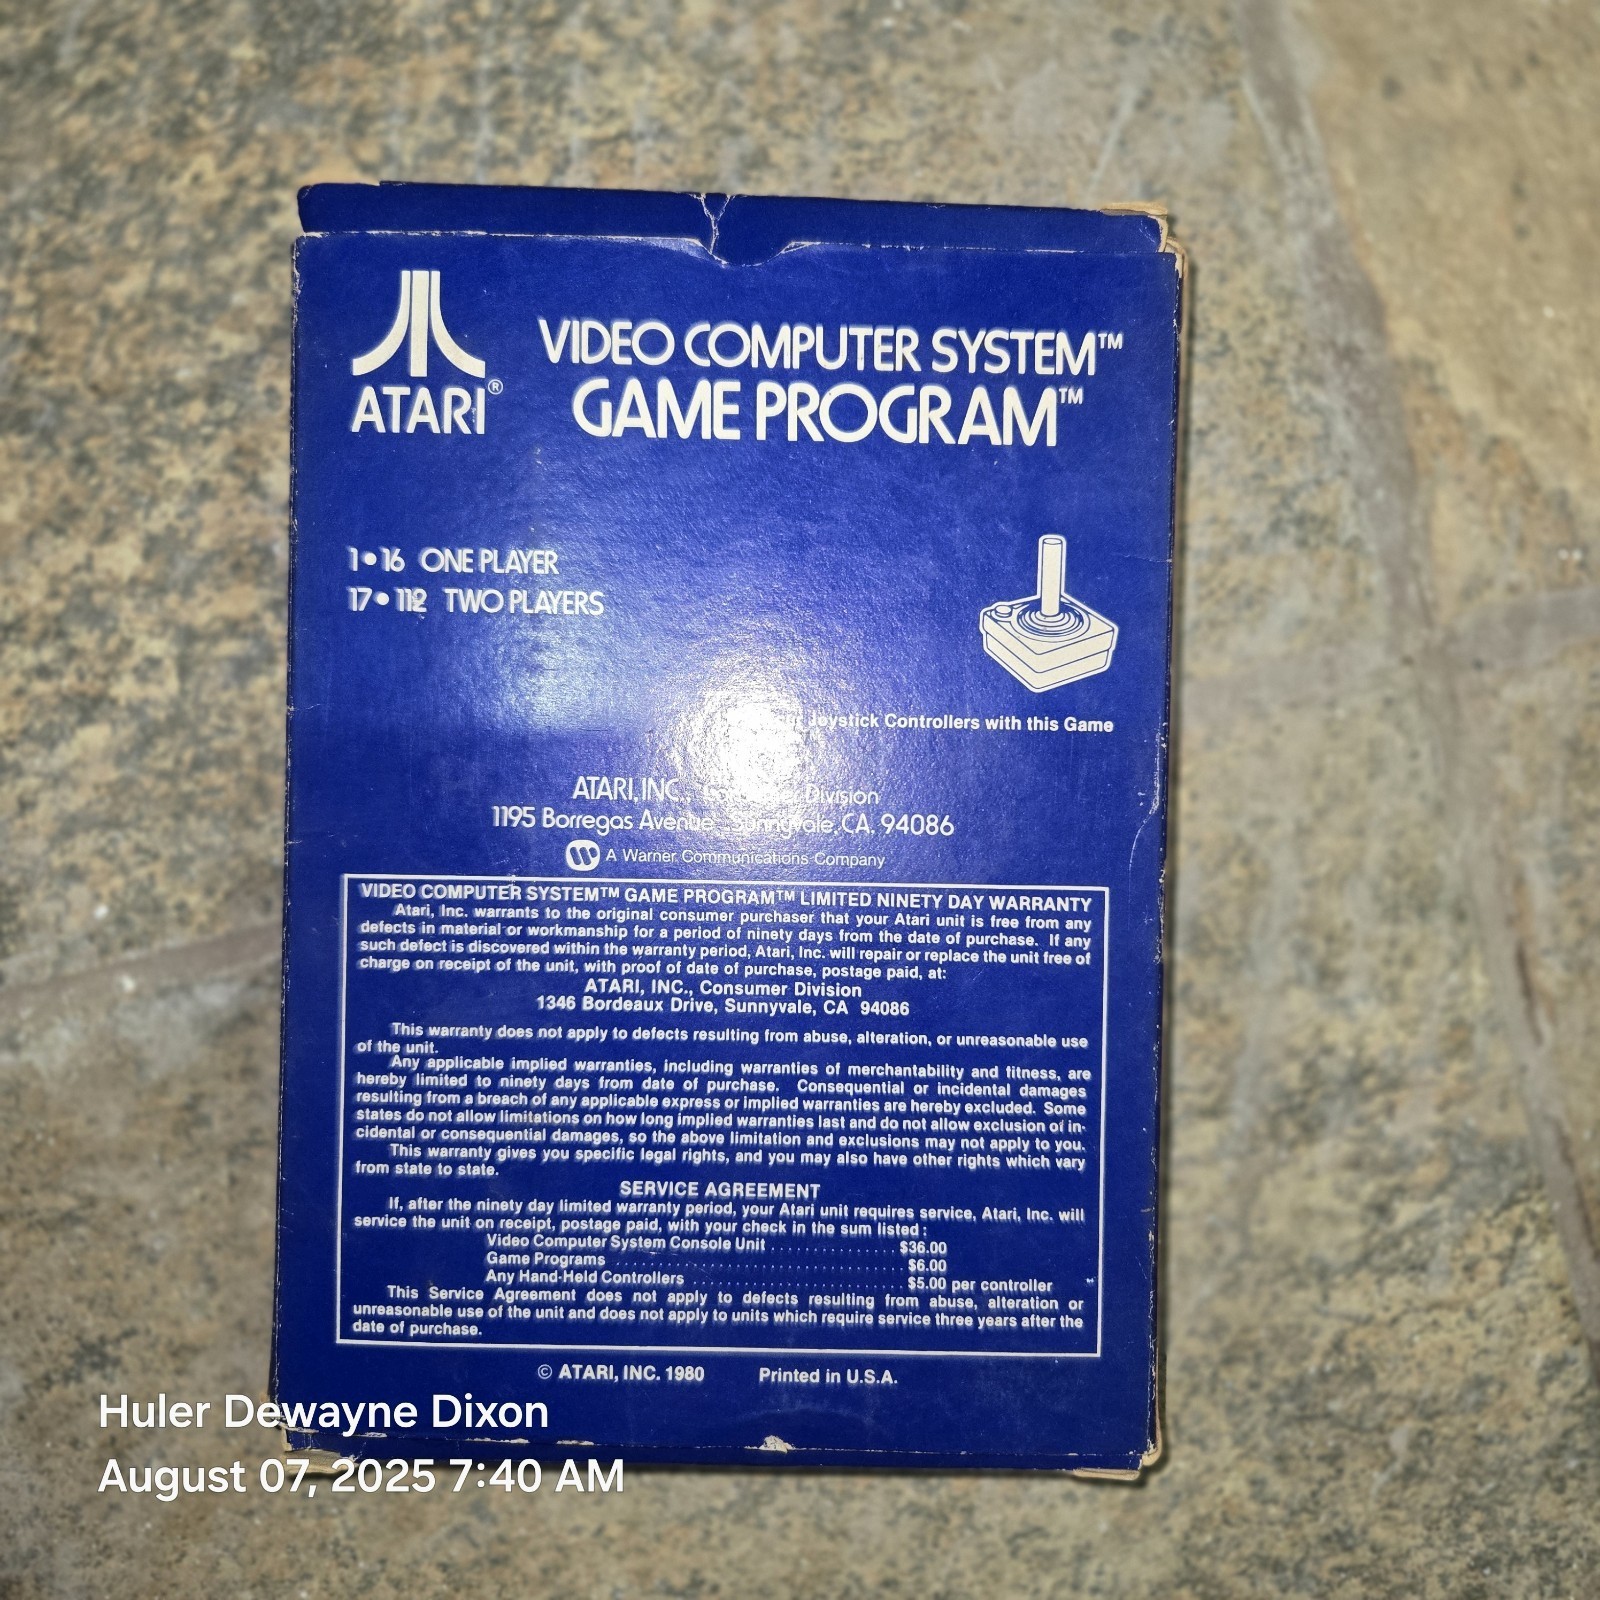 ATARI®
VIDEO COMPUTER SYSTEM™
GAME PROGRAM™
1•16 ONE PLAYER
17•112 TWO PLAYERS
Joystick Controllers with this Game
ATARI, INC., Division
1195 Borregas Avenue Sunnyvale, CA. 94086
A Warner Communications Company
VIDEO COMPUTER SYSTEM™ GAME PROGRAM™ LIMITED NINETY DAY WARRANTY
Atari, Inc. warrants to the original consumer purchaser that your Atari unit is free from any
defects in material or workmanship for a period of ninety days from the date of purchase. If any
such defect is discovered within the warranty period, Atari, Inc. will repair or replace the unit free of
charge on receipt of the unit, with proof of date of purchase, postage paid, at:
ATARI, INC., Consumer Division
1346 Bordeaux Drive, Sunnyvale, CA 94086
This warranty does not apply to defects resulting from abuse, alteration, or unreasonable use
of the unit.
Any applicable implied warranties, including warranties of merchantability and fitness, are
hereby limited to ninety days from date of purchase. Consequential or incidental damages
resulting from a breach of any applicable express or implied warranties are hereby excluded. Some
states do not allow limitations on how long implied warranties last and do not allow exclusion of in-
cidental or consequential damages, so the above limitation and exclusions may not apply to you.
This warranty gives you specific legal rights, and you may also have other rights which vary
from state to state.
SERVICE AGREEMENT
If, after the ninety day limited warranty period, your Atari unit requires service, Atari, Inc. will
service the unit on receipt, postage paid, with your check in the sum listed:
Video Computer System Console Unit . . . . . . . . . . . . . . . $36.00
Game Programs . . . . . . . . . . . . . . . . . . . . . . . . . . . . . . . . . . . $6.00
Any Hand-Held Controllers . . . . . . . . . . . . . . . . . . . . . . . . . . $5.00 per controller
This Service Agreement does not apply to defects resulting from abuse, alteration or
unreasonable use of the unit and does not apply to units which require service three years after the
date of purchase.
© ATARI, INC. 1980 Printed in U.S.A.
Huler Dewayne Dixon
August 07, 2025 7:40 AM